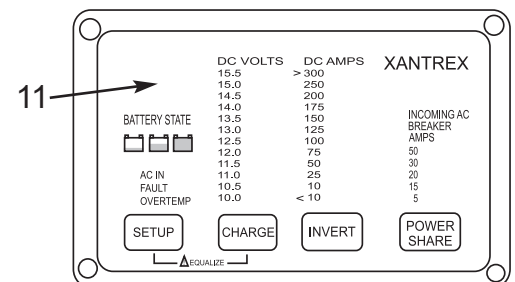 DC VOLTS DC AMPS XANTREX
15.5 > 300
15.0 250
14.5 200
14.0 175
13.5 150
13.0 125
12.5 100
12.0 75
11.5 50
11.0 25
10.5 10
10.0 < 10
11
BATTERY STATE
AC IN
FAULT
OVERTEMP
INCOMING AC
BREAKER
AMPS
50
30
20
15
5
SETUP CHARGE INVERT POWER
SHARE
EQUALIZE